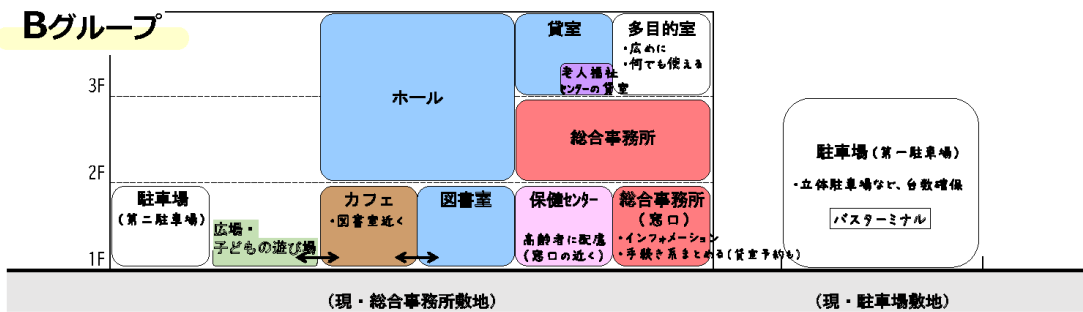 Bグループ
貸室
多目的室
・広めに
・何でも使える
老人福祉
センターの貸室
3F
ホール
総合事務所
2F
駐車場
(第二駐車場)
広場・
子どもの遊び場
カフェ
・図書室近く
図書室
保健センター
高齢者に配慮
(窓口の近く)
総合事務所
(窓口)
・インフォメーション
・手続き系まとめる(貸室予約も)
1F
駐車場(第一駐車場)
・立体駐車場など、台数確保
バスターミナル
(現・総合事務所敷地)
(現・駐車場敷地)